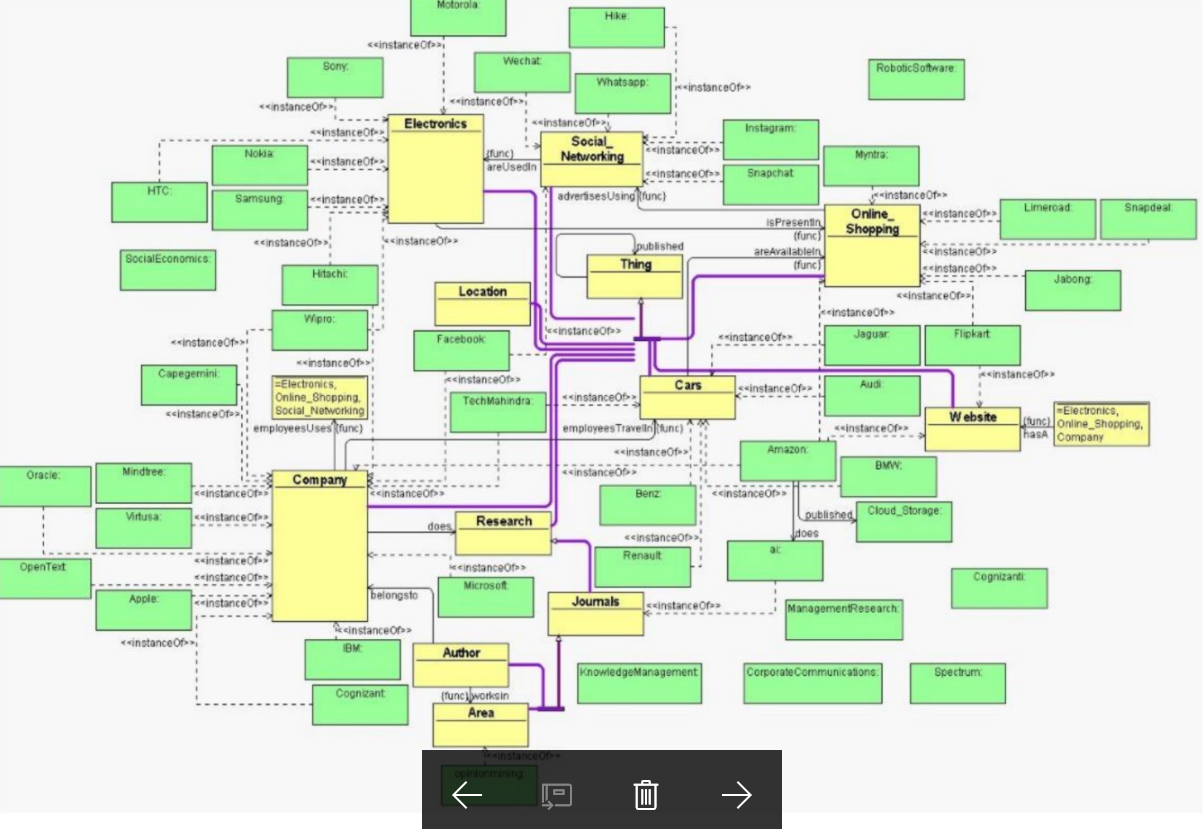 Motorola:
Hike:
<<instanceOf>>
Sony:
Wechat:
RoboticSoftware:
Whatsapp:
<<instanceOf>>
<<instanceOf>>
<<instanceOf>>
Electronics
<<instanceOf>>
Instagram:
<<instanceOf>>
Social_
Networking
<<instanceOf>>
Nokia:
{func}
areUsedIn
Myntra:
<<instanceOf>>
Snapchat:
<<instanceOf>>
HTC:
Samsung:
<<instanceOf>>
advertisesUsing {func}
<<instanceOf>>
Limeroad:
Snapdeal:
Online_
Shopping
<<instanceOf>>
isPresentIn
{func}
<<instanceOf>>
<<instanceOf>>
published
areAvailableIn
{func}
<<instanceOf>>
SocialEconomics:
Thing
Hitachi:
<<instanceOf>>
Jabong:
Location
<<instanceOf>>
Wipro:
<<instanceOf>>
<<instanceOf>>
Facebook:
<<instanceOf>>
Jaguar:
Flipkart:
<<instanceOf>>
Capegemini:
<<instanceOf>>
<<instanceOf>>
=Electronics,
Online_Shopping,
Social_Networking
Cars
<<instanceOf>>
Audi:
TechMahindra:
<<instanceOf>>
<<instanceOf>>
Website
{func}
hasA
=Electronics,
Online_Shopping,
Company
employeesUses {func}
employeesTravelIn {func}
<<instanceOf>>
<<instanceOf>>
Amazon:
Oracle:
Mindtree:
Company
<<instanceOf>>
BMW:
<<instanceOf>>
<<instanceOf>>
Benz:
<<instanceOf>>
Virtusa:
<<instanceOf>>
does
Research
published
Cloud_Storage:
<<instanceOf>>
does
<<instanceOf>>
Renault:
ai:
OpenText:
<<instanceOf>>
<<instanceOf>>
Microsoft:
Cognizanti:
Apple:
<<instanceOf>>
belongsto
Journals
<<instanceOf>>
ManagementResearch:
<<instanceOf>>
<<instanceOf>>
IBM:
Author
KnowledgeManagement:
CorporateCommunications:
Spectrum:
Cognizant:
{func} worksin
Area
<<instanceOf>>
opinionmining: